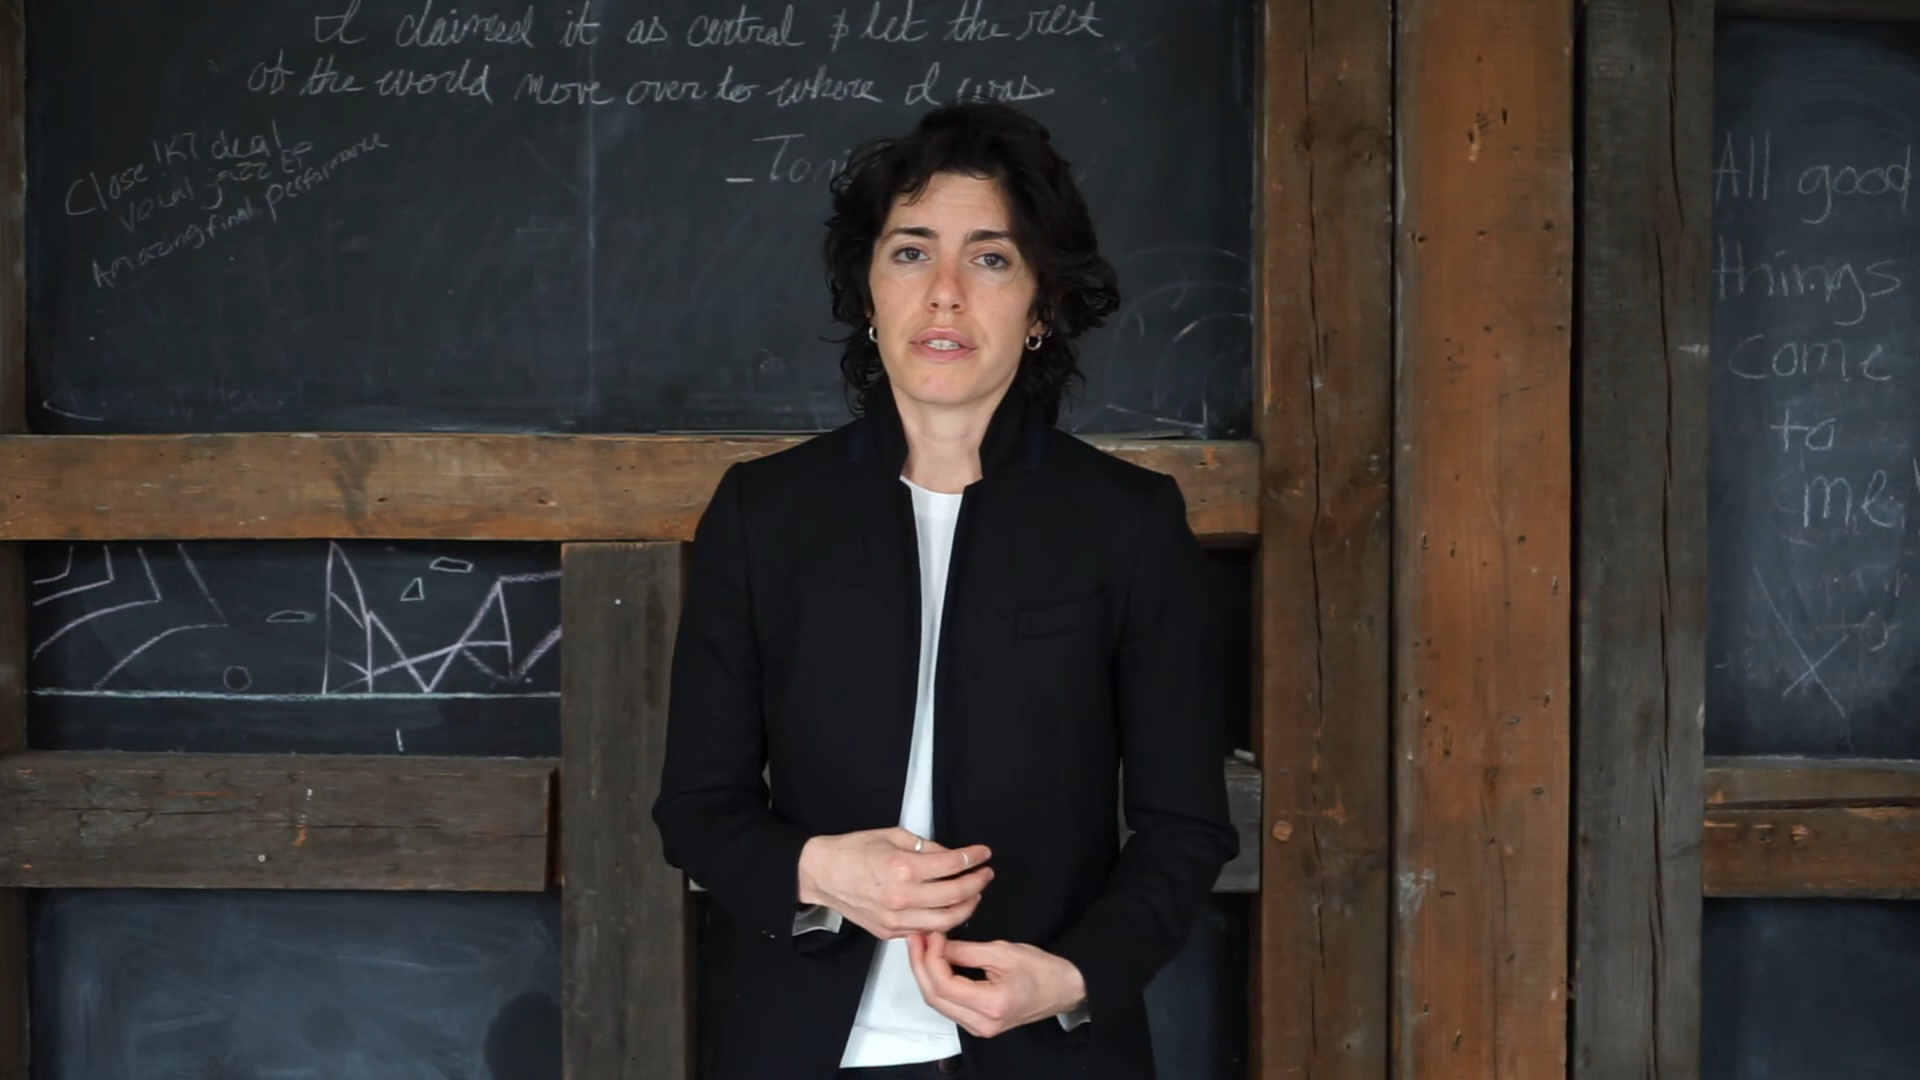 I claimed it as central & let the rest
of the world move over to where I was
_Toni
Close 1K7 deal
Vocal jazz EP
Amazing final performance
All good
things
come
to
me